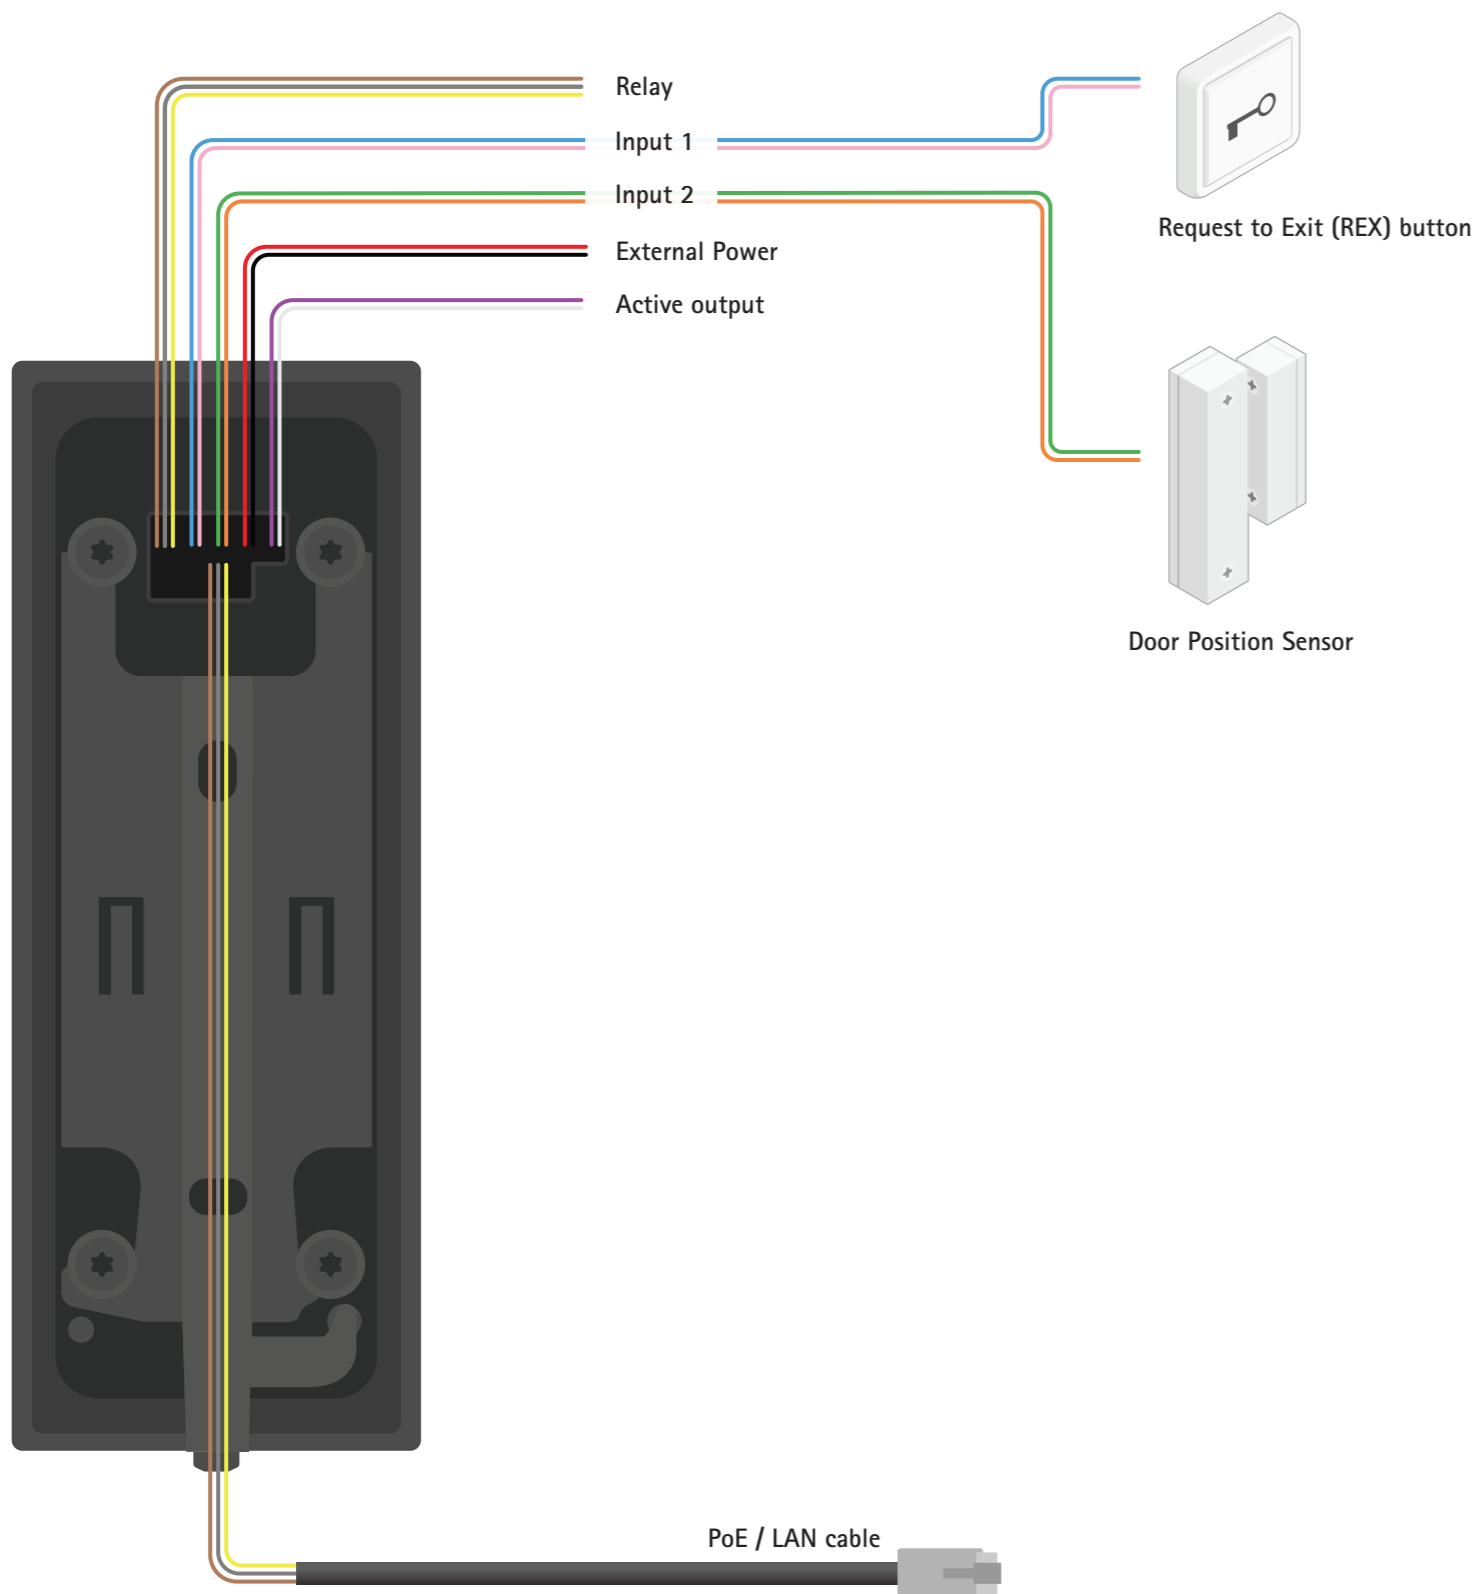 Relay
Input 1
Input 2
External Power
Active output
Request to Exit (REX) button
Door Position Sensor
PoE / LAN cable